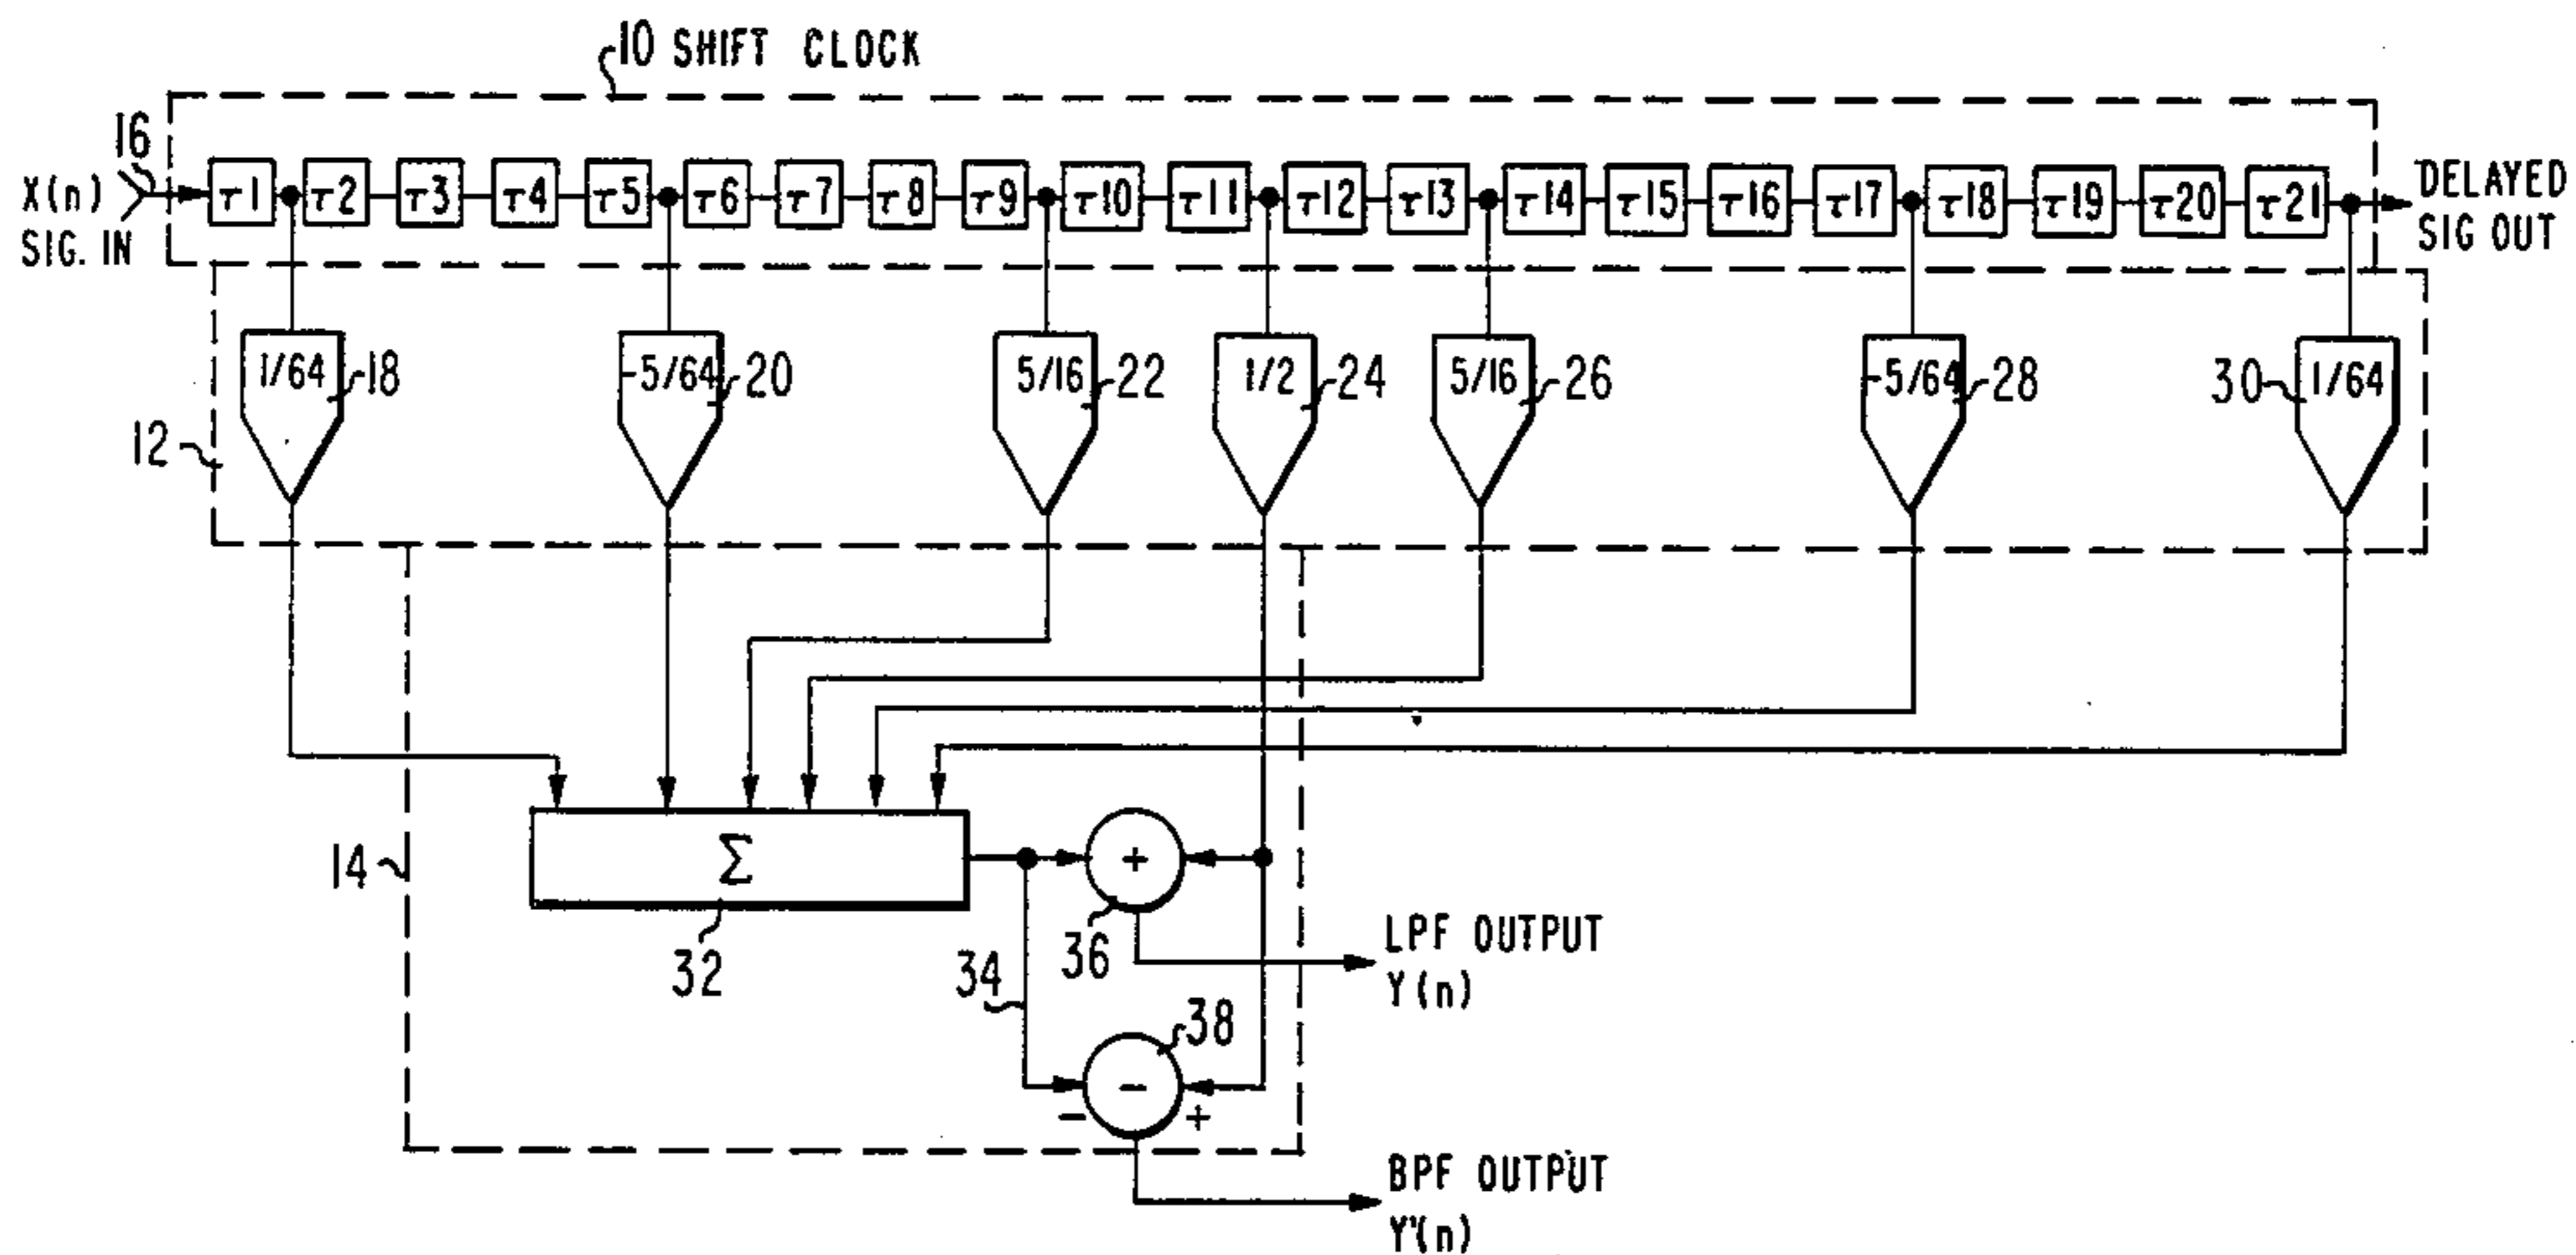 10 SHIFT CLOCK
16
X(n)
SIG. IN
τ1 τ2 τ3 τ4 τ5 τ6 τ7 τ8 τ9 τ10 τ11 τ12 τ13 τ14 τ15 τ16 τ17 τ18 τ19 τ20 τ21
DELAYED
SIG OUT
1/64 18 -5/64 20 5/16 22 1/2 24 5/16 26 -5/64 28 30 1/64
12
14
Σ
+
32
34
36
LPF OUTPUT
Y(n)
38
-
- +
BPF OUTPUT
Y'(n)